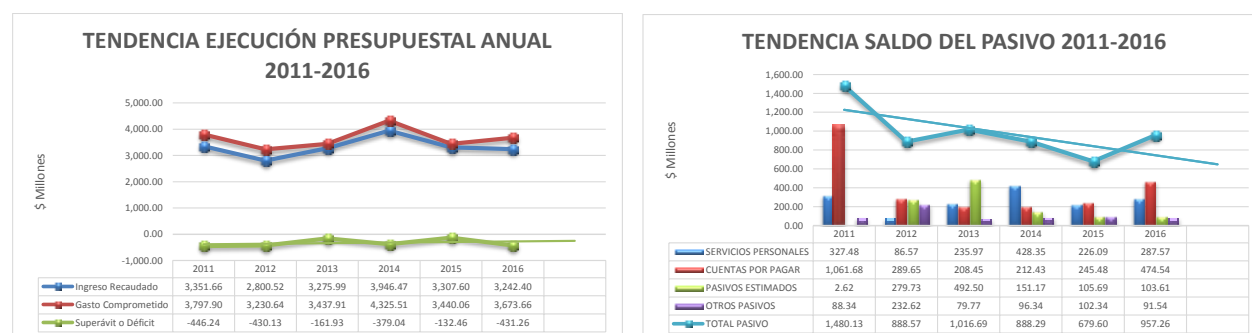 TENDENCIA EJECUCIÓN PRESUPUESTAL ANUAL
2011-2016
$ Millones
5,000.00
4,000.00
3,000.00
2,000.00
1,000.00
0.00
-1,000.00
2011 2012 2013 2014 2015 2016
Ingreso Recaudado 3,351.66 2,800.52 3,275.99 3,946.47 3,307.60 3,242.40
Gasto Comprometido 3,797.90 3,230.64 3,437.91 4,325.51 3,440.06 3,673.66
Superávit o Déficit -446.24 -430.13 -161.93 -379.04 -132.46 -431.26
TENDENCIA SALDO DEL PASIVO 2011-2016
$ Millones
1,600.00
1,400.00
1,200.00
1,000.00
800.00
600.00
400.00
200.00
0.00
2011 2012 2013 2014 2015 2016
SERVICIOS PERSONALES 327.48 86.57 235.97 428.35 226.09 287.57
CUENTAS POR PAGAR 1,061.68 289.65 208.45 212.43 245.48 474.54
PASIVOS ESTIMADOS 2.62 279.73 492.50 151.17 105.69 103.61
OTROS PASIVOS 88.34 232.62 79.77 96.34 102.34 91.54
TOTAL PASIVO 1,480.13 888.57 1,016.69 888.29 679.60 957.26